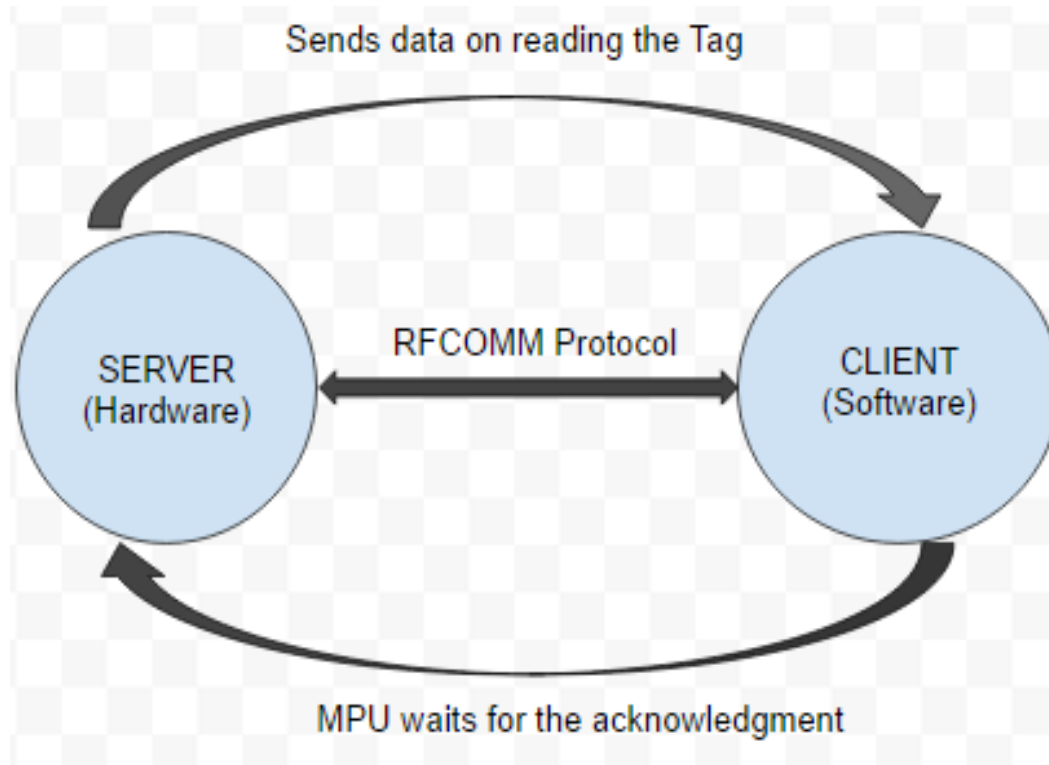 Sends data on reading the Tag
RFCOMM Protocol
SERVER
(Hardware)
CLIENT
(Software)
MPU waits for the acknowledgment